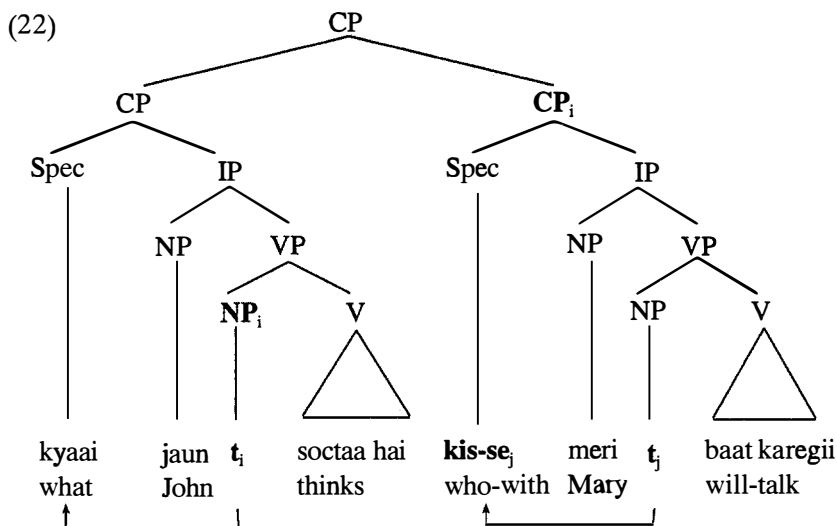 (22)
CP
CP CPᵢ
Spec IP Spec IP
NP VP NP VP
NPᵢ V NP V
kyaai jaun tᵢ soctaa hai kis-seⱼ meri tⱼ baat karegii
what John thinks who-with Mary will-talk